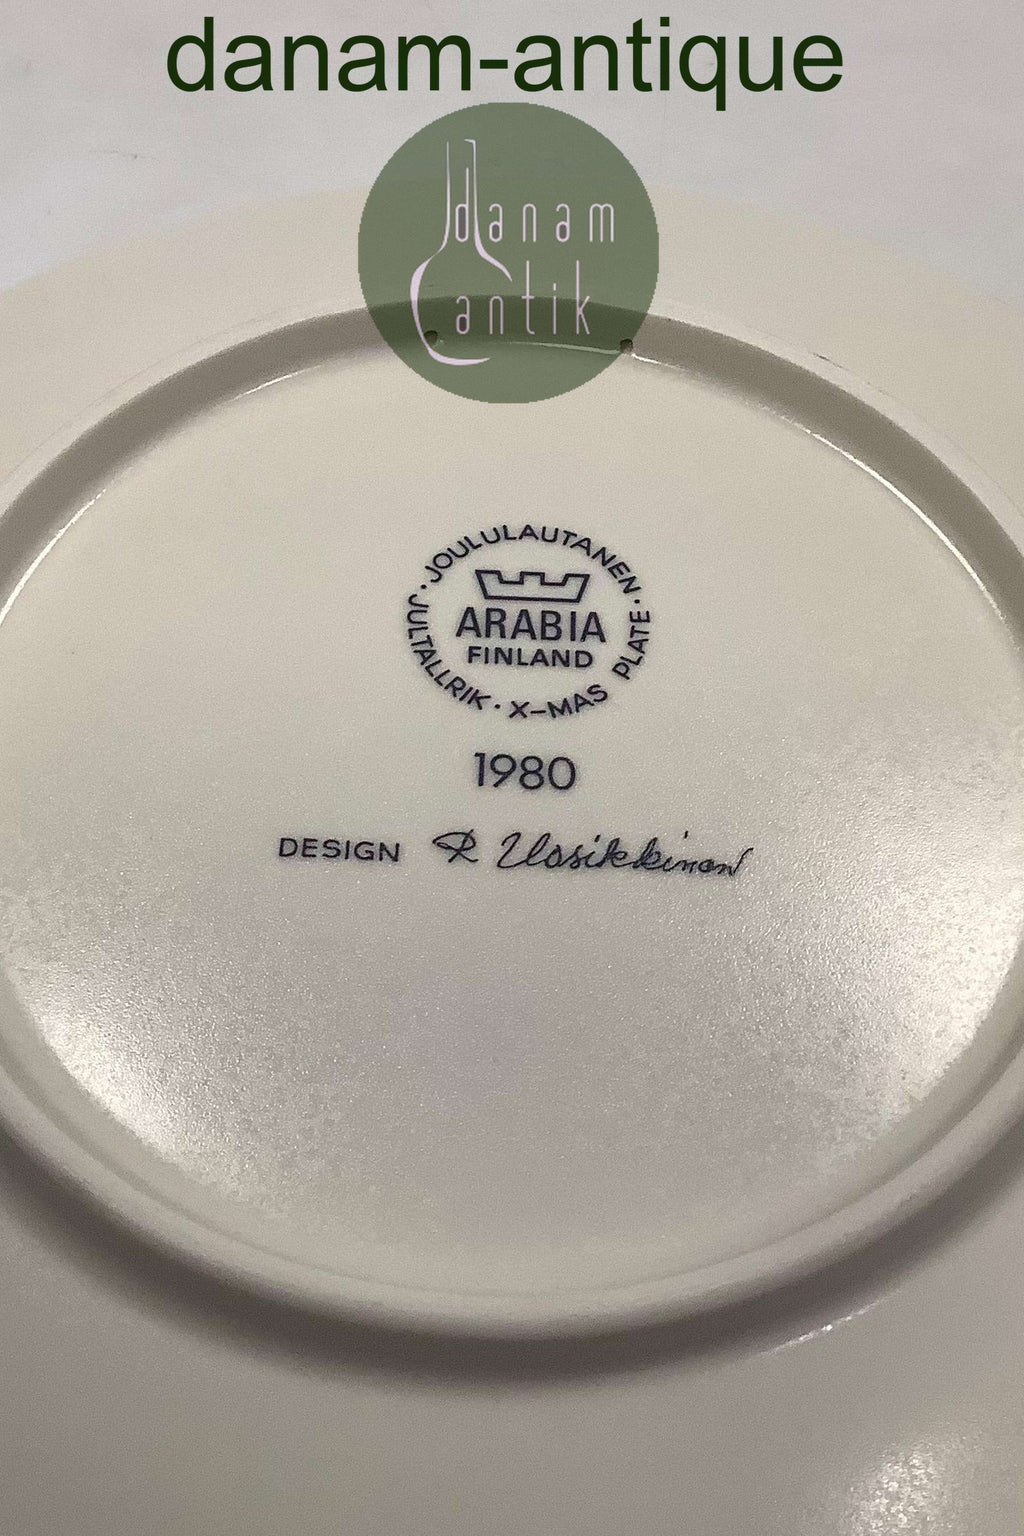 danam-antique
danam
antik
JOULULAUTANEN · X-MAS PLATE · JULTALLRIK ·
ARABIA
FINLAND
1980
DESIGN R Uosikkinen